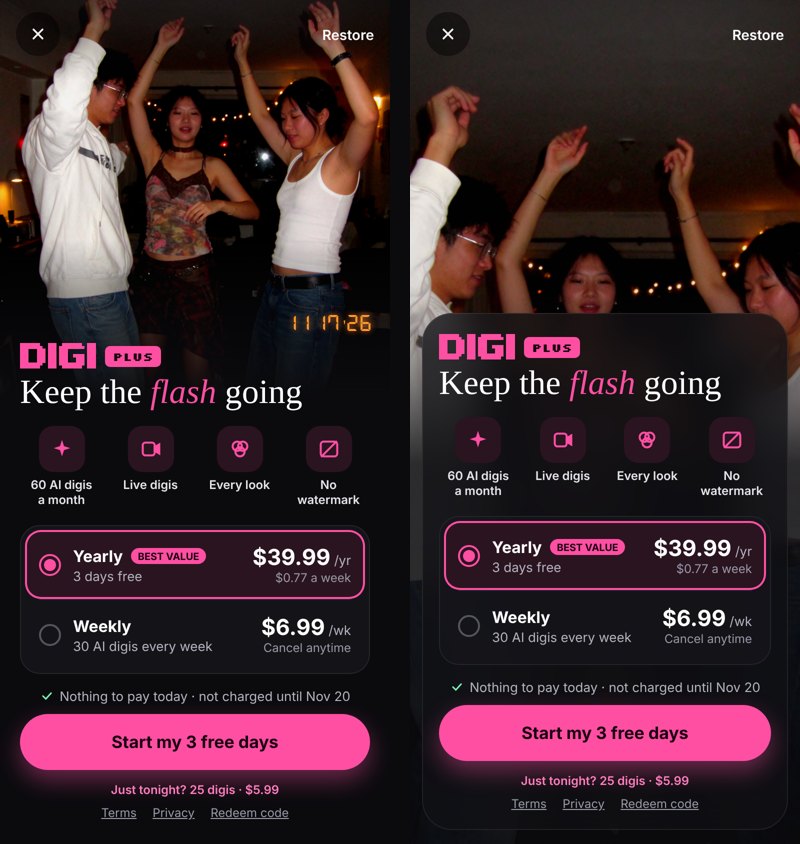 Restore
11 17 '26
DIGI PLUS
Keep the flash going
60 AI digis
a month
Live digis
Every look
No
watermark
Yearly BEST VALUE
$39.99 /yr
3 days free
$0.77 a week
Weekly
$6.99 /wk
30 AI digis every week
Cancel anytime
Nothing to pay today · not charged until Nov 20
Start my 3 free days
Just tonight? 25 digis · $5.99
Terms Privacy Redeem code
Restore
DIGI PLUS
Keep the flash going
60 AI digis
a month
Live digis
Every look
No
watermark
Yearly BEST VALUE
$39.99 /yr
3 days free
$0.77 a week
Weekly
$6.99 /wk
30 AI digis every week
Cancel anytime
Nothing to pay today · not charged until Nov 20
Start my 3 free days
Just tonight? 25 digis · $5.99
Terms Privacy Redeem code